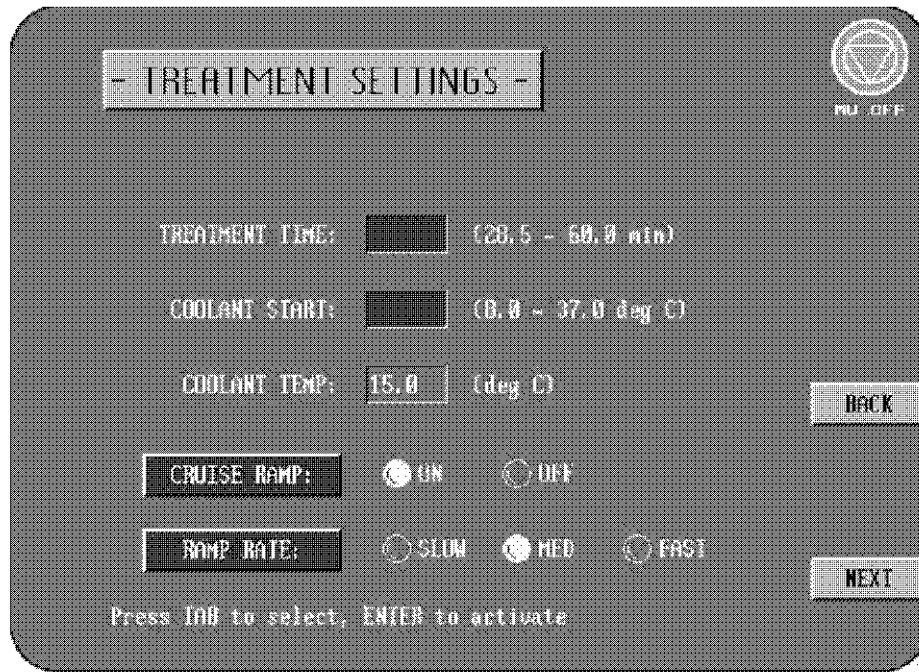 - TREATMENT SETTINGS -
MW OFF
TREATMENT TIME: (28.5 - 60.0 min)
COOLANT START: (8.0 - 37.0 deg C)
COOLANT TEMP: 15.0 (deg C)
BACK
CRUISE RAMP: ON OFF
RAMP RATE: SLOW MED FAST
NEXT
Press TAB to select, ENTER to activate